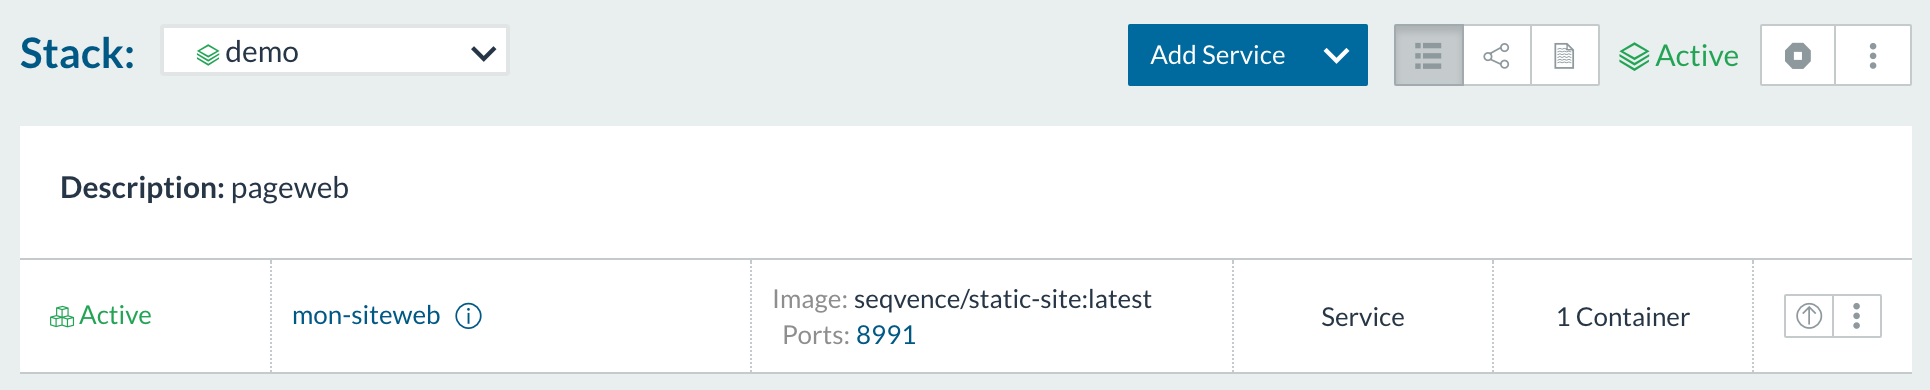 Stack: demo Add Service Active
Description: pageweb
Active mon-siteweb Image: seqvence/static-site:latest Service 1 Container
Ports: 8991